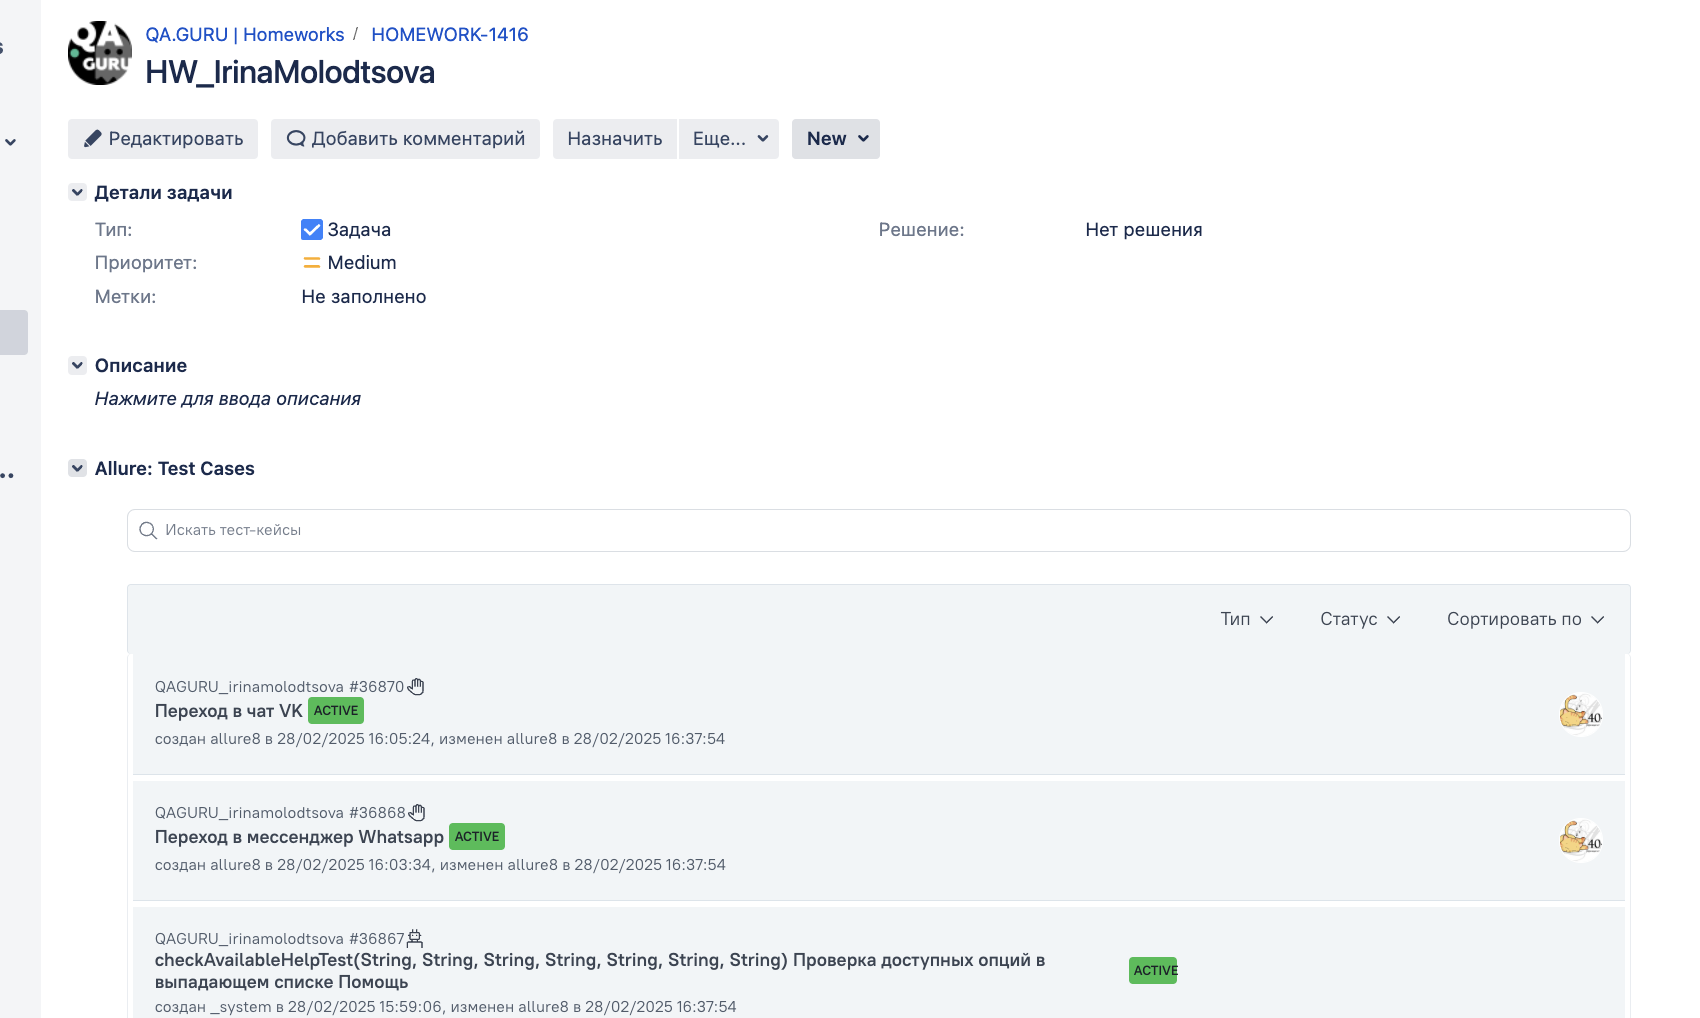 QA
GURU
QA.GURU | Homeworks / HOMEWORK-1416
HW_IrinaMolodtsova
Редактировать
Добавить комментарий
Назначить
Еще...
New
Детали задачи
Тип: Задача
Решение: Нет решения
Приоритет: Medium
Метки: Не заполнено
Описание
Нажмите для ввода описания
Allure: Test Cases
Искать тест-кейсы
Тип
Статус
Сортировать по
QAGURU_irinamolodtsova #36870
Переход в чат VK ACTIVE
создан allure8 в 28/02/2025 16:05:24, изменен allure8 в 28/02/2025 16:37:54
40
QAGURU_irinamolodtsova #36868
Переход в мессенджер Whatsapp ACTIVE
создан allure8 в 28/02/2025 16:03:34, изменен allure8 в 28/02/2025 16:37:54
40
QAGURU_irinamolodtsova #36867
checkAvailableHelpTest(String, String, String, String, String, String, String) Проверка доступных опций в
выпадающем списке Помощь
ACTIVE
создан _system в 28/02/2025 15:59:06, изменен allure8 в 28/02/2025 16:37:54